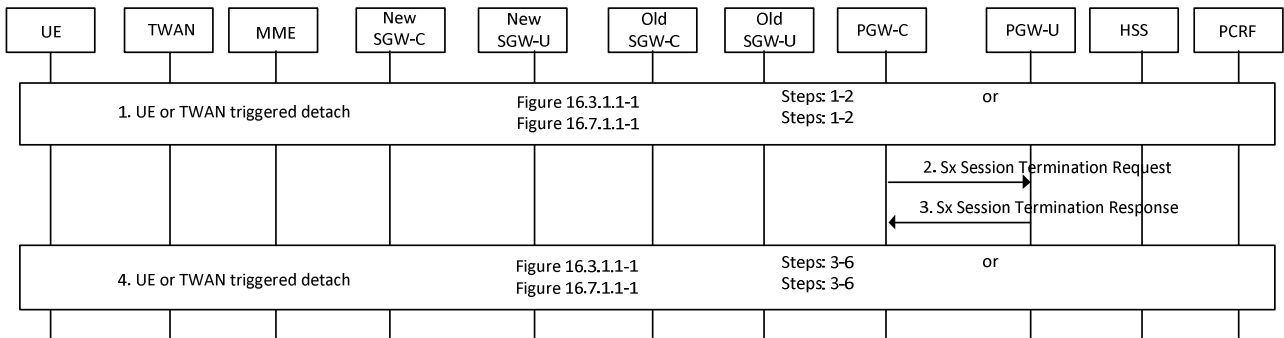 UE
TWAN
MME
New
SGW-C
New
SGW-U
Old
SGW-C
Old
SGW-U
PGW-C
PGW-U
HSS
PCRF
1. UE or TWAN triggered detach
Figure 16.3.1.1-1 Steps: 1-2 or
Figure 16.7.1.1-1 Steps: 1-2
2. Sx Session Termination Request
3. Sx Session Termination Response
4. UE or TWAN triggered detach
Figure 16.3.1.1-1 Steps: 3-6 or
Figure 16.7.1.1-1 Steps: 3-6